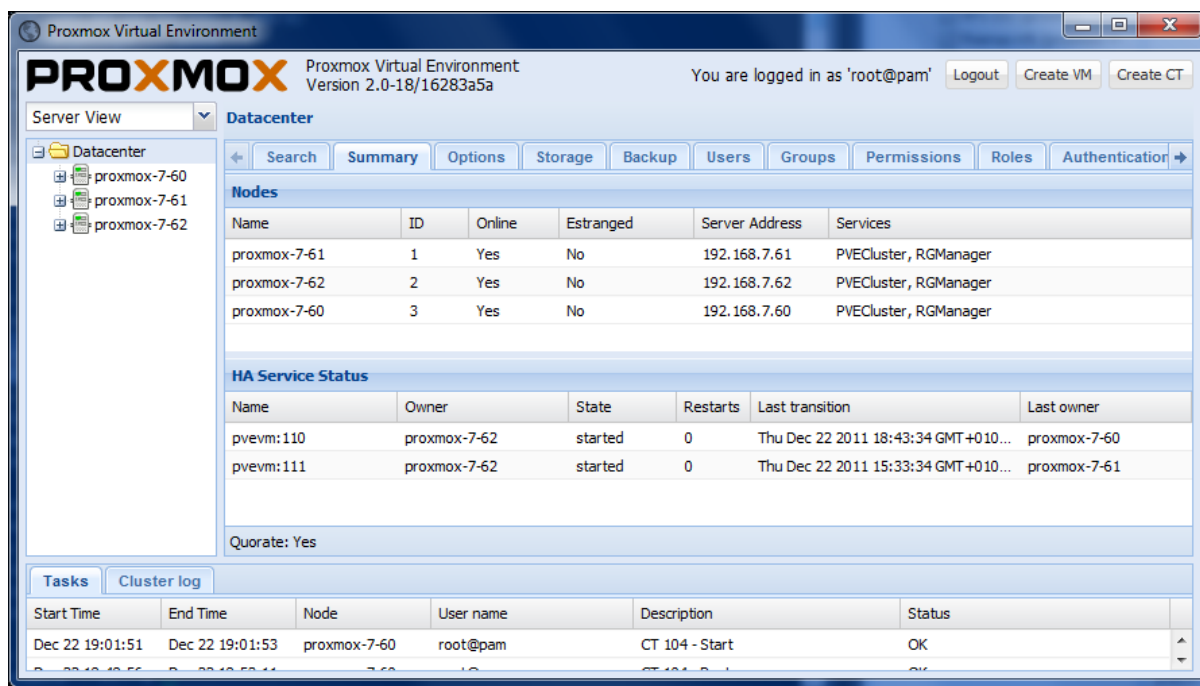 Proxmox Virtual Environment
PROXMOX
Proxmox Virtual Environment
Version 2.0-18/16283a5a
You are logged in as 'root@pam' Logout Create VM Create CT
Server View
Datacenter
Datacenter
proxmox-7-60
proxmox-7-61
proxmox-7-62
Search Summary Options Storage Backup Users Groups Permissions Roles Authentication
Nodes
Name ID Online Estranged Server Address Services
proxmox-7-61 1 Yes No 192.168.7.61 PVECluster, RGManager
proxmox-7-62 2 Yes No 192.168.7.62 PVECluster, RGManager
proxmox-7-60 3 Yes No 192.168.7.60 PVECluster, RGManager
HA Service Status
Name Owner State Restarts Last transition Last owner
pvevm:110 proxmox-7-62 started 0 Thu Dec 22 2011 18:43:34 GMT+010... proxmox-7-60
pvevm:111 proxmox-7-62 started 0 Thu Dec 22 2011 15:33:34 GMT+010... proxmox-7-61
Quorate: Yes
Tasks Cluster log
Start Time End Time Node User name Description Status
Dec 22 19:01:51 Dec 22 19:01:53 proxmox-7-60 root@pam CT 104 - Start OK